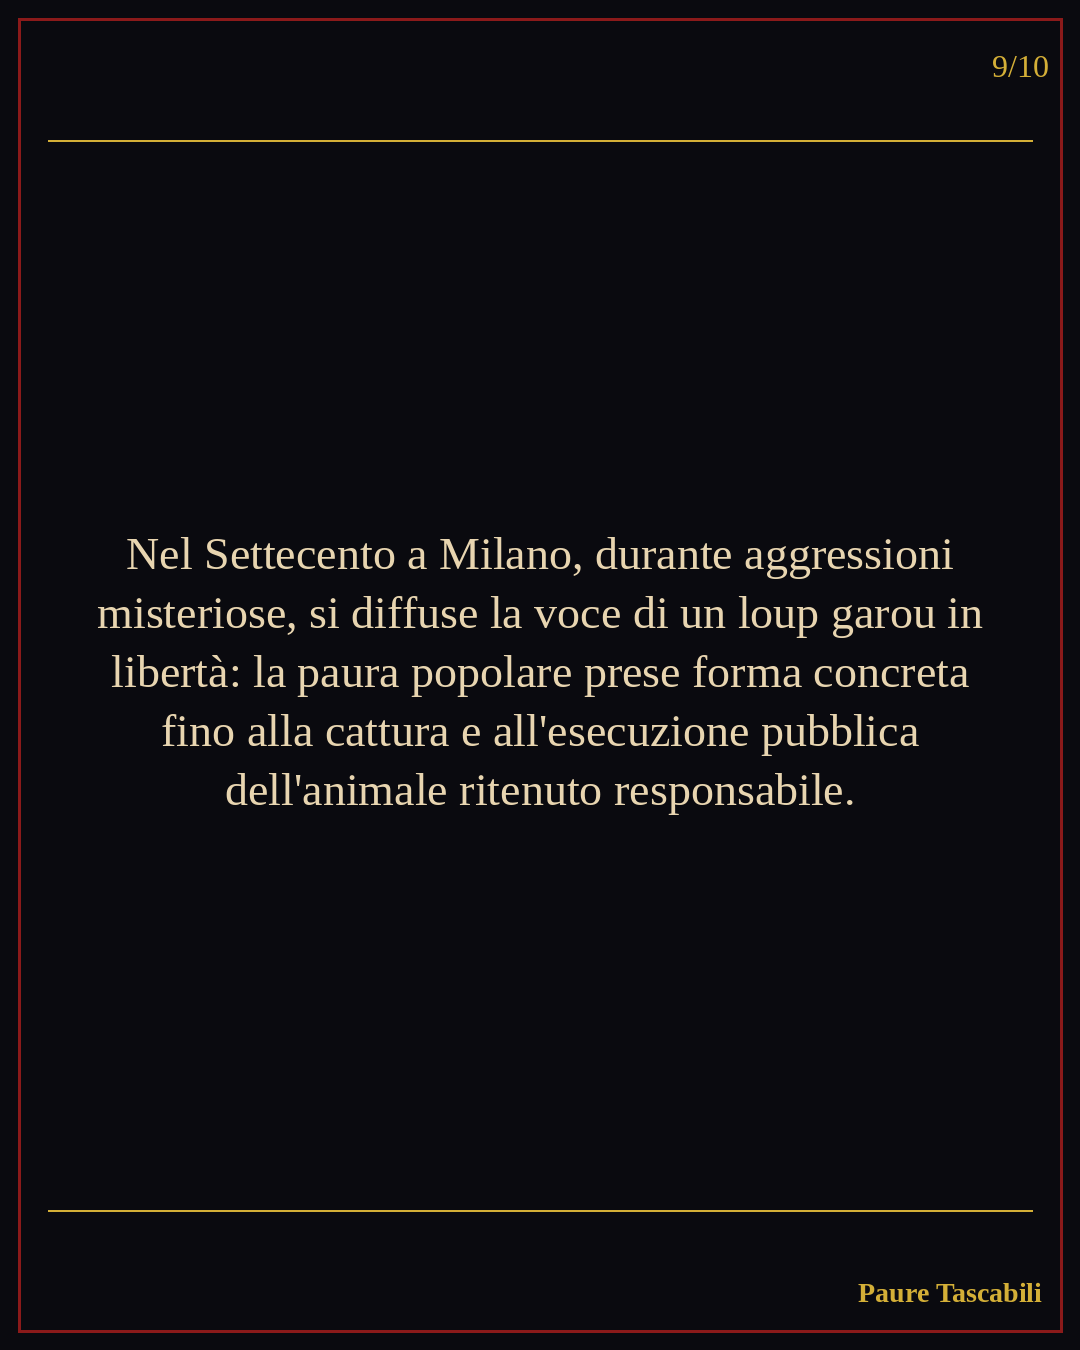 9/10
Nel Settecento a Milano, durante aggressioni
misteriose, si diffuse la voce di un loup garou in
libertà: la paura popolare prese forma concreta
fino alla cattura e all'esecuzione pubblica
dell'animale ritenuto responsabile.
Paure Tascabili